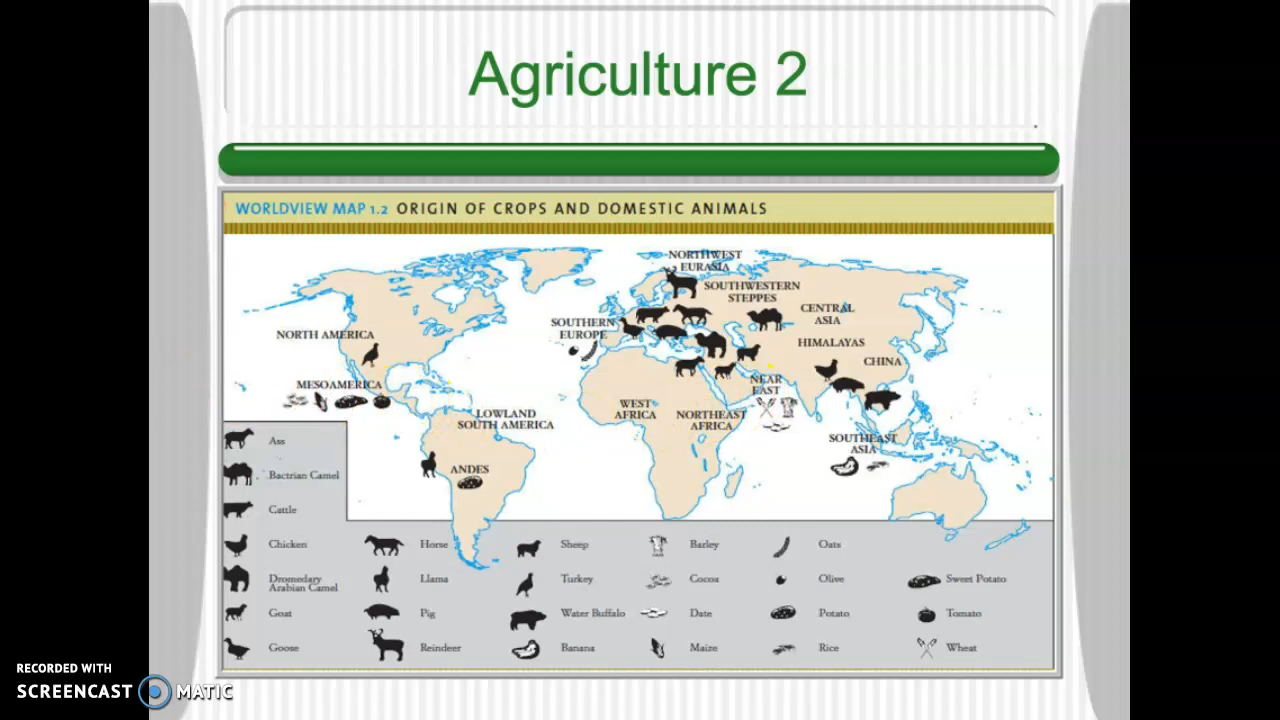 Agriculture 2
WORLDVIEW MAP 1.2 ORIGIN OF CROPS AND DOMESTIC ANIMALS
NORTHWEST
EURASIA
SOUTHWESTERN
STEPPES
CENTRAL
ASIA
SOUTHERN
EUROPE
NORTH AMERICA
HIMALAYAS
CHINA
MESOAMERICA
NEAR
EAST
LOWLAND
SOUTH AMERICA
WEST
AFRICA
NORTHEAST
AFRICA
SOUTHEAST
ASIA
ANDES
Ass
Bactrian Camel
Cattle
Chicken
Dromedary
Arabian Camel
Goat
Goose
Horse
Llama
Pig
Reindeer
Sheep
Turkey
Water Buffalo
Banana
Barley
Cocoa
Date
Maize
Oats
Olive
Potato
Rice
Sweet Potato
Tomato
Wheat
RECORDED WITH
SCREENCAST MATIC